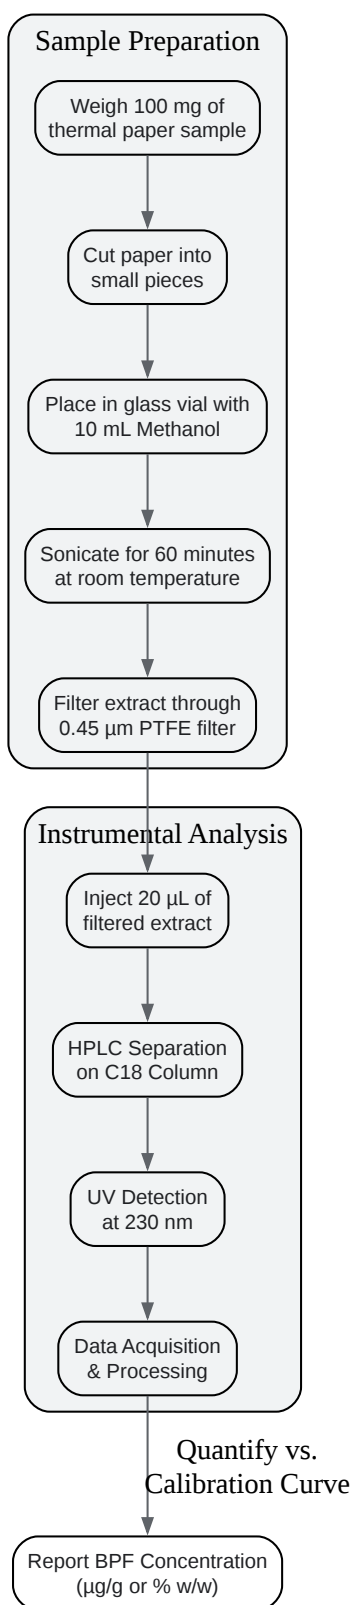 Sample Preparation
Weigh 100 mg of
thermal paper sample
Cut paper into
small pieces
Place in glass vial with
10 mL Methanol
Sonicate for 60 minutes
at room temperature
Filter extract through
0.45 µm PTFE filter
Instrumental Analysis
Inject 20 µL of
filtered extract
HPLC Separation
on C18 Column
UV Detection
at 230 nm
Data Acquisition
& Processing
Quantify vs.
Calibration Curve
Report BPF Concentration
(µg/g or % w/w)